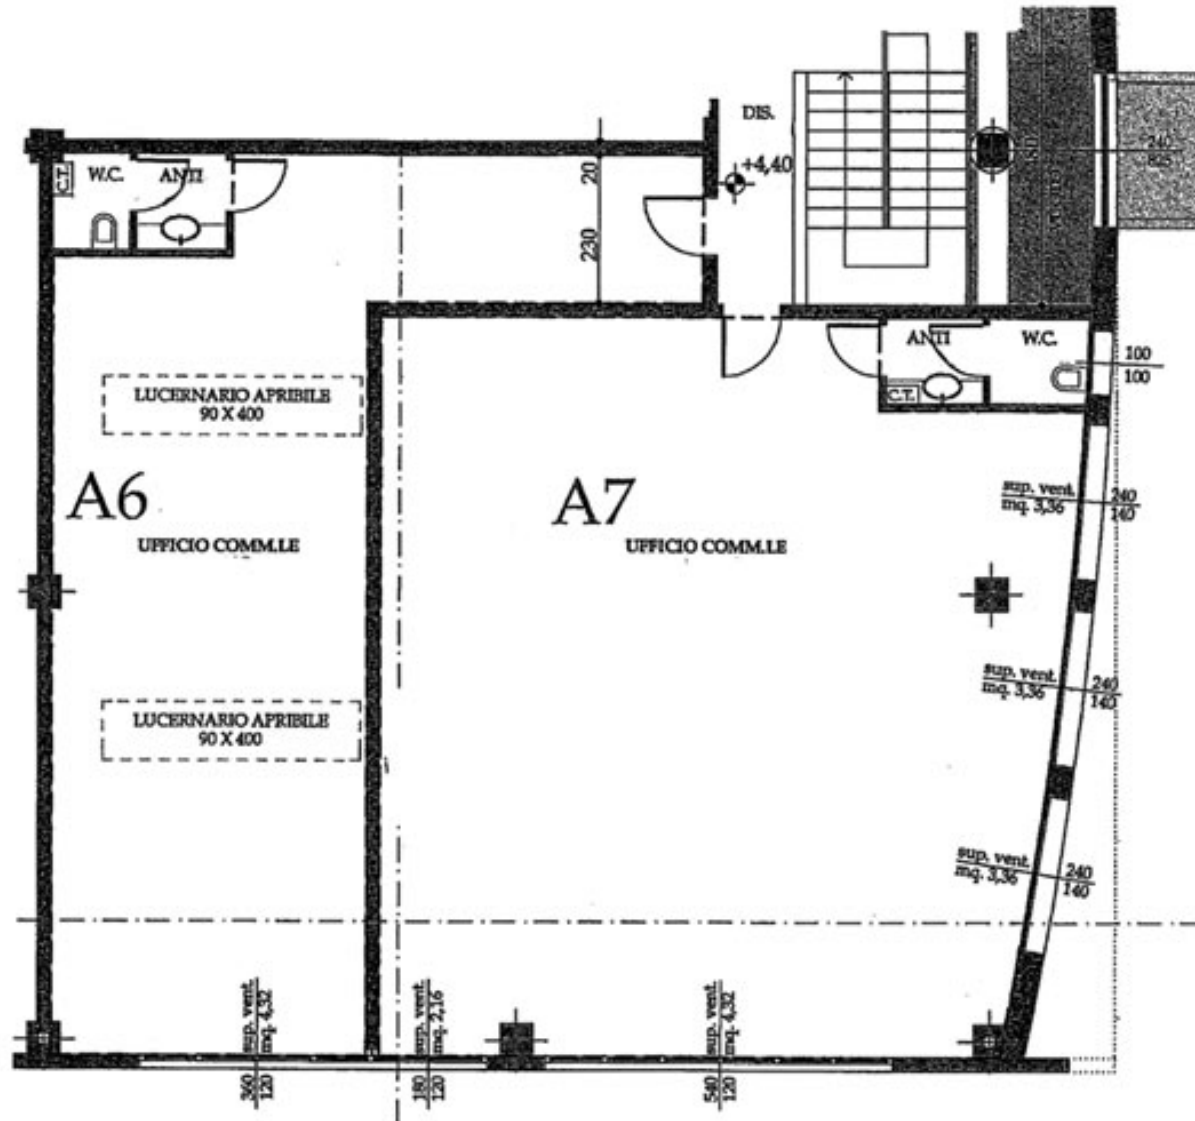 DIS.
+4,40
240
825
W.C.
ANTI
C.T.
20
230
ANTI
W.C.
C.T.
100
100
LUCERNARIO APRIBILE
90 X 400
A6
UFFICIO COMM.LE
A7
UFFICIO COMM.LE
sup. vent.
mq. 3,36
240
140
sup. vent.
mq. 3,36
240
140
LUCERNARIO APRIBILE
90 X 400
sup. vent.
mq. 3,36
240
140
sup. vent.
mq. 4,32
360
120
sup. vent.
mq. 2,16
180
120
sup. vent.
mq. 4,32
540
120